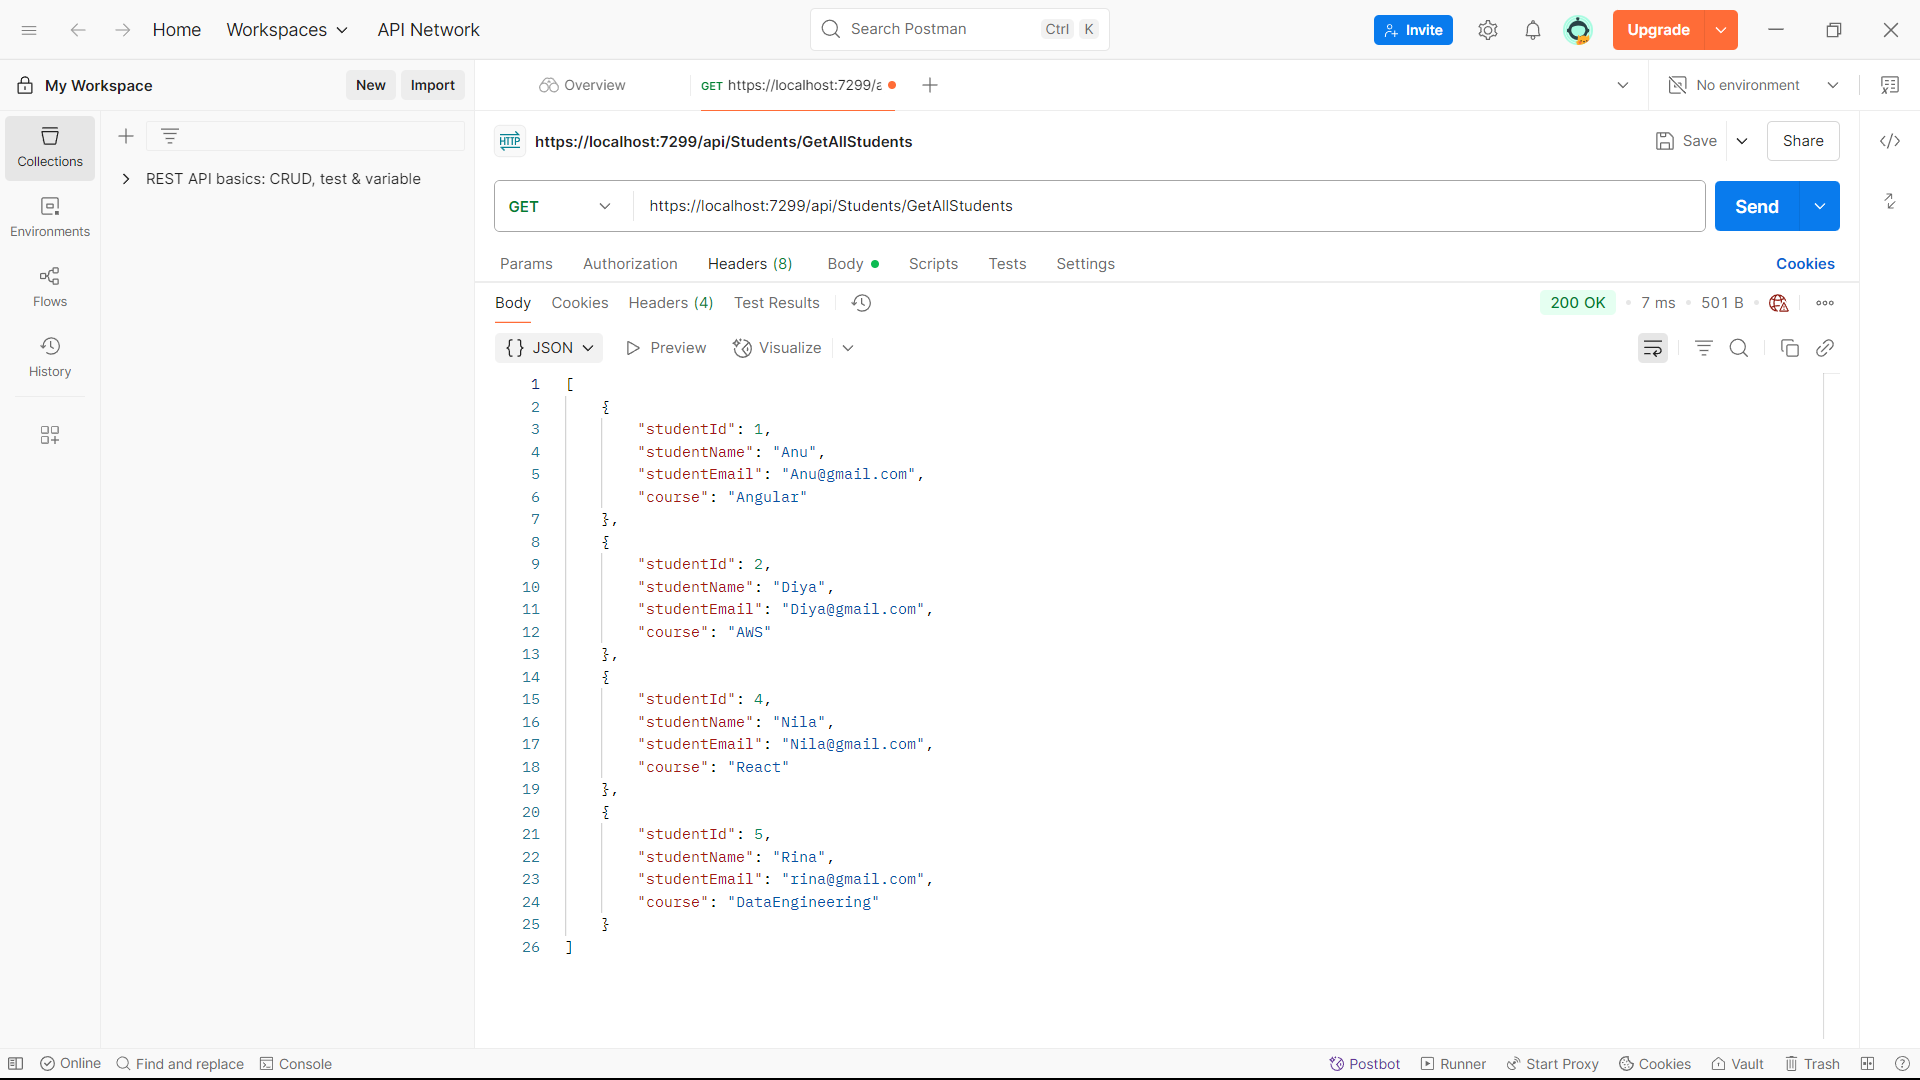 Home Workspaces API Network Search Postman Ctrl K Invite Upgrade
My Workspace New Import Overview GET https://localhost:7299/a No environment
Collections
Environments
Flows
History
REST API basics: CRUD, test & variable
HTTP https://localhost:7299/api/Students/GetAllStudents Save Share
GET https://localhost:7299/api/Students/GetAllStudents Send
Params Authorization Headers (8) Body Scripts Tests Settings Cookies
Body Cookies Headers (4) Test Results 200 OK 7 ms 501 B
{} JSON Preview Visualize
1 [
2 {
3 "studentId": 1,
4 "studentName": "Anu",
5 "studentEmail": "Anu@gmail.com",
6 "course": "Angular"
7 },
8 {
9 "studentId": 2,
10 "studentName": "Diya",
11 "studentEmail": "Diya@gmail.com",
12 "course": "AWS"
13 },
14 {
15 "studentId": 4,
16 "studentName": "Nila",
17 "studentEmail": "Nila@gmail.com",
18 "course": "React"
19 },
20 {
21 "studentId": 5,
22 "studentName": "Rina",
23 "studentEmail": "rina@gmail.com",
24 "course": "DataEngineering"
25 }
26 ]
Online Find and replace Console Postbot Runner Start Proxy Cookies Vault Trash